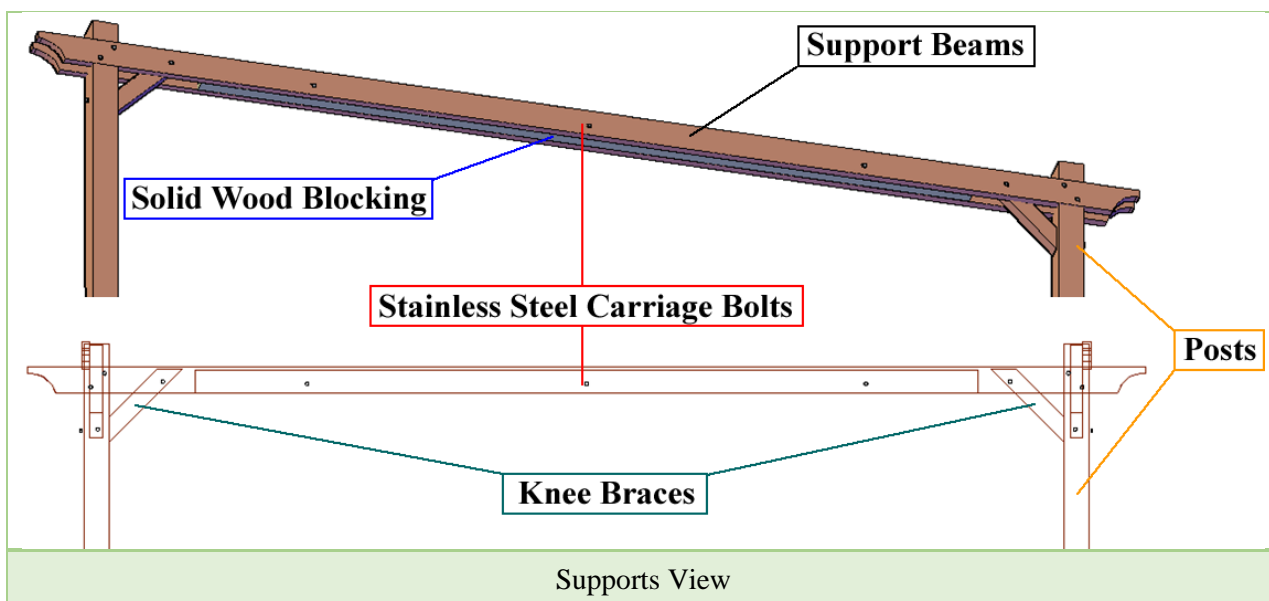 Support Beams
Solid Wood Blocking
Stainless Steel Carriage Bolts
Posts
Knee Braces
Supports View